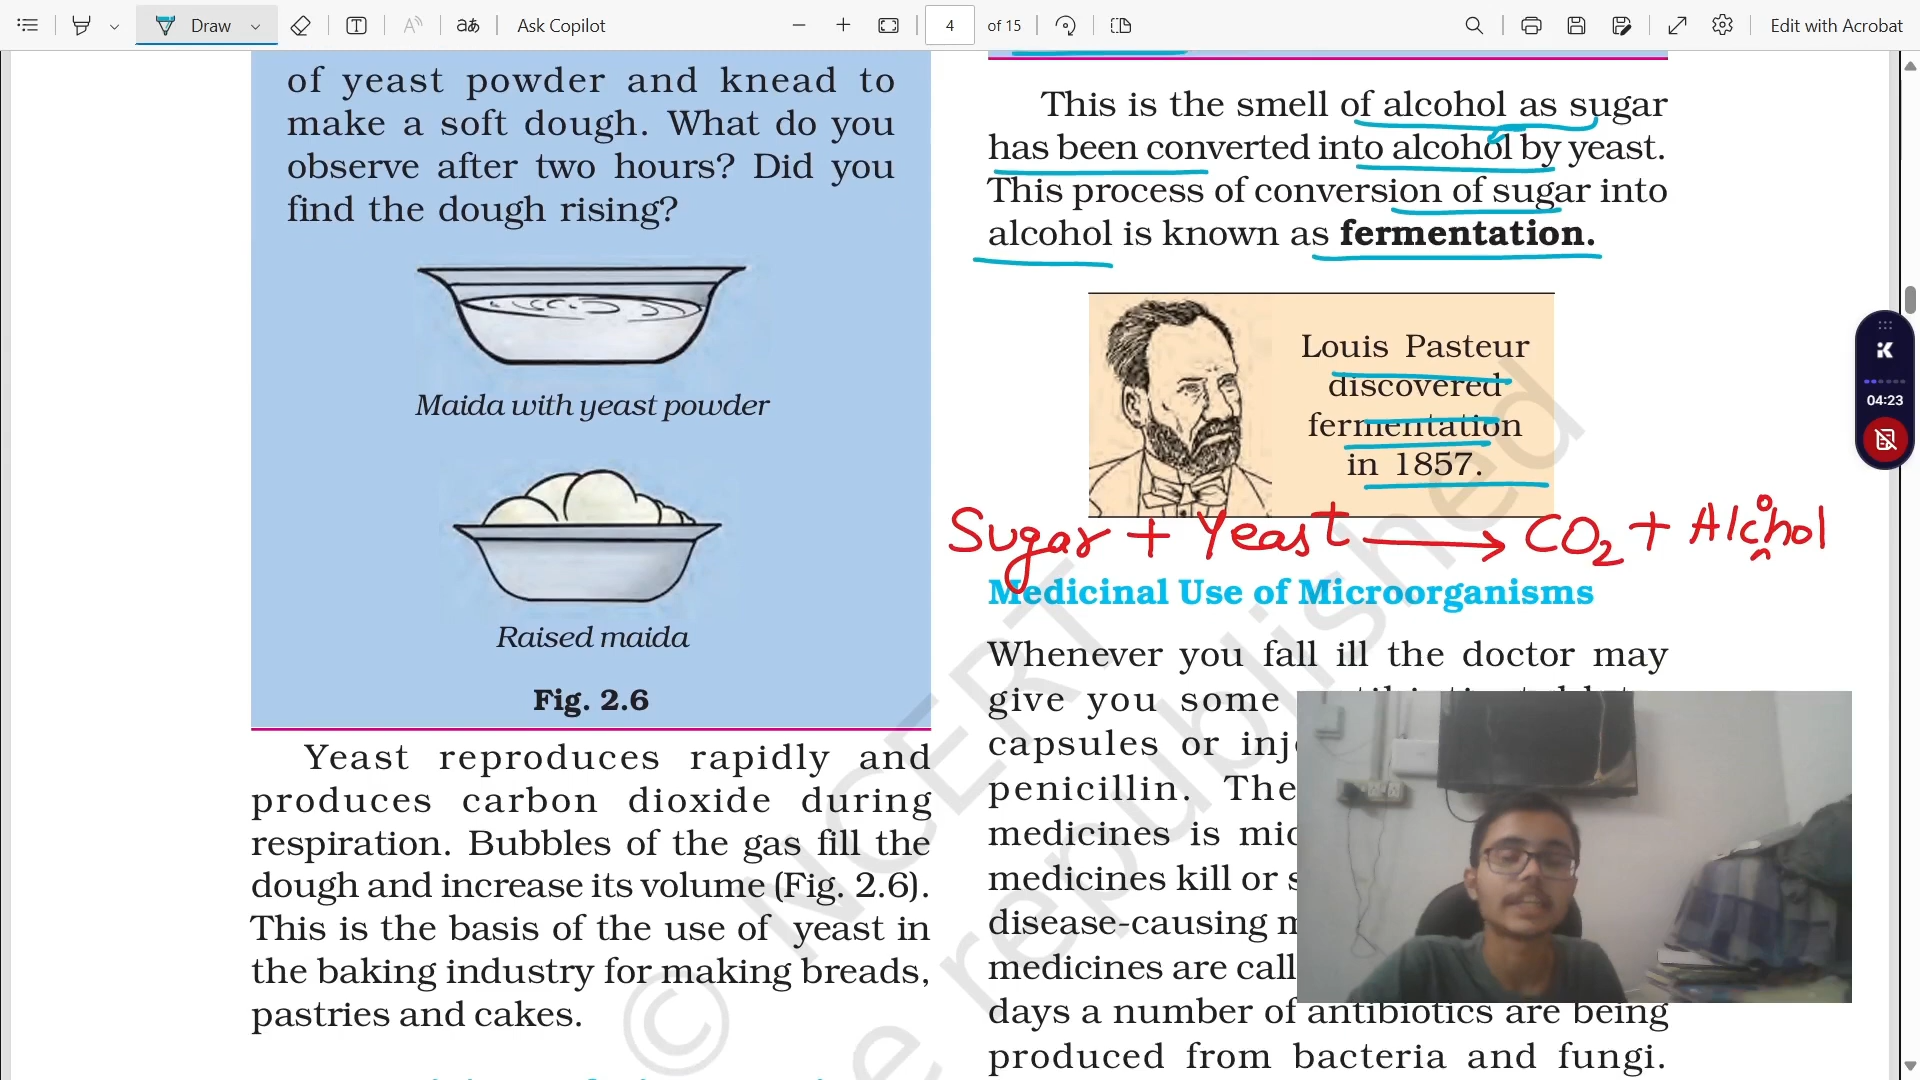 Draw
Ask Copilot
4
of 15
Edit with Acrobat
of yeast powder and knead to
make a soft dough. What do you
observe after two hours? Did you
find the dough rising?
Maida with yeast powder
Raised maida
Fig. 2.6
Yeast reproduces rapidly and
produces carbon dioxide during
respiration. Bubbles of the gas fill the
dough and increase its volume (Fig. 2.6).
This is the basis of the use of yeast in
the baking industry for making breads,
pastries and cakes.
This is the smell of alcohol as sugar
has been converted into alcohol by yeast.
This process of conversion of sugar into
alcohol is known as fermentation.
Louis Pasteur
discovered
fermentation
in 1857.
Sugar + Yeast → CO2 + Alcohol
Medicinal Use of Microorganisms
Whenever you fall ill the doctor may
give you some
capsules or
penicillin.
medicines is
medicines kill or
disease-causing
medicines are
days a number of antibiotics are being
produced from bacteria and fungi.
04:23
© NCERT
republished